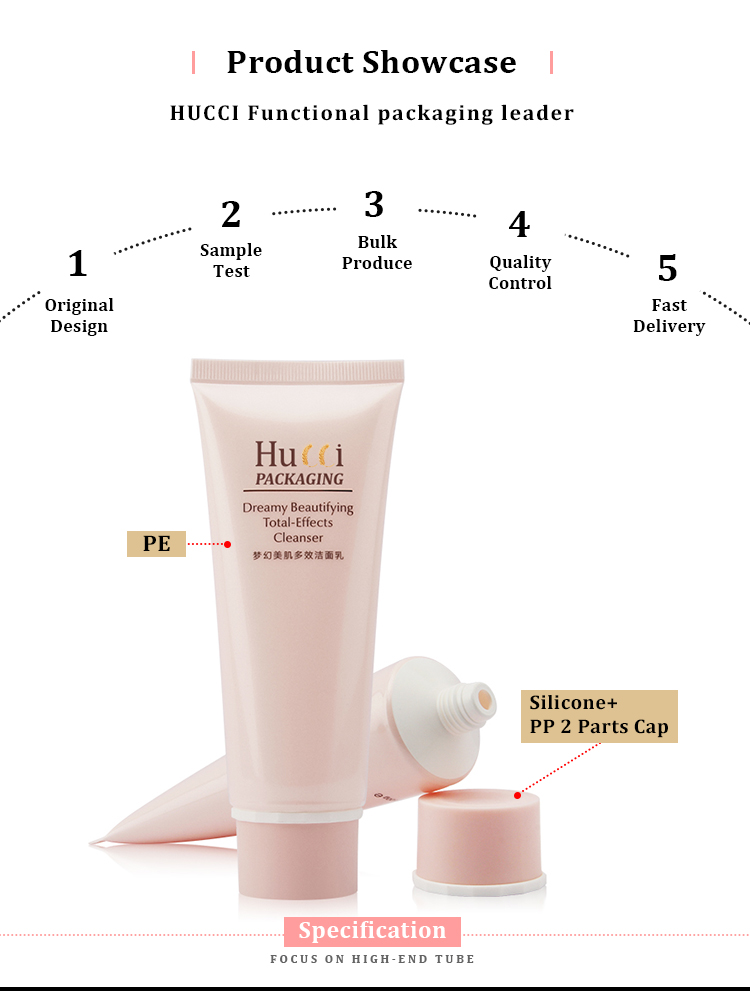 Product Showcase
HUCCI Functional packaging leader
1
Original
Design
2
Sample
Test
3
Bulk
Produce
4
Quality
Control
5
Fast
Delivery
Hucci
PACKAGING
Dreamy Beautifying
Total-Effects
Cleanser
梦幻美肌多效洁面乳
PE
Silicone+
PP 2 Parts Cap
Specification
FOCUS ON HIGH-END TUBE